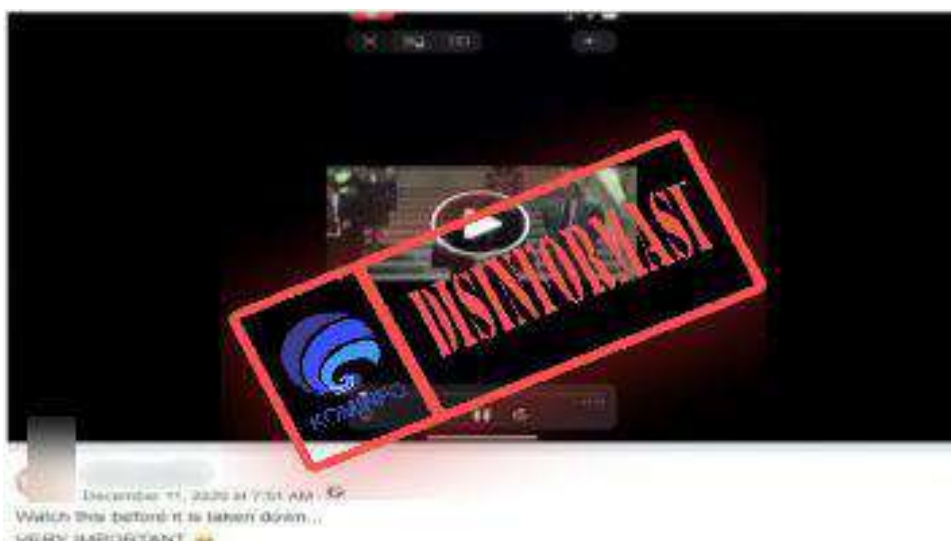 DISINFORMASI
KOMINFO
December 11, 2020 at 7:51 AM
Watch this before it is taken down...
VERY IMPORTANT